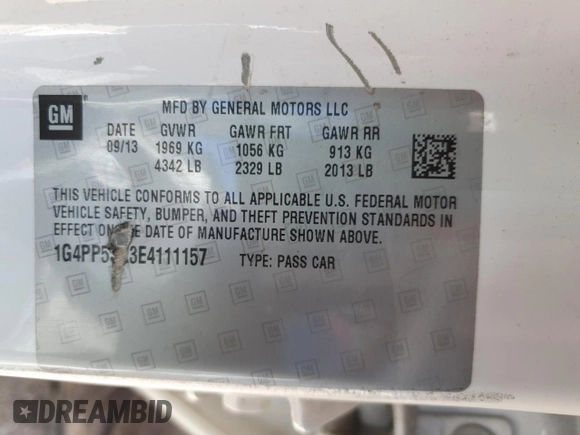 GM
MFD BY GENERAL MOTORS LLC
DATE GVWR GAWR FRT GAWR RR
09/13 1969 KG 1056 KG 913 KG
4342 LB 2329 LB 2013 LB
THIS VEHICLE CONFORMS TO ALL APPLICABLE U.S. FEDERAL MOTOR
VEHICLE SAFETY, BUMPER, AND THEFT PREVENTION STANDARDS IN
EFFECT ON THE DATE OF MANUFACTURE SHOWN ABOVE.
TYPE: PASS CAR
DREAMBID